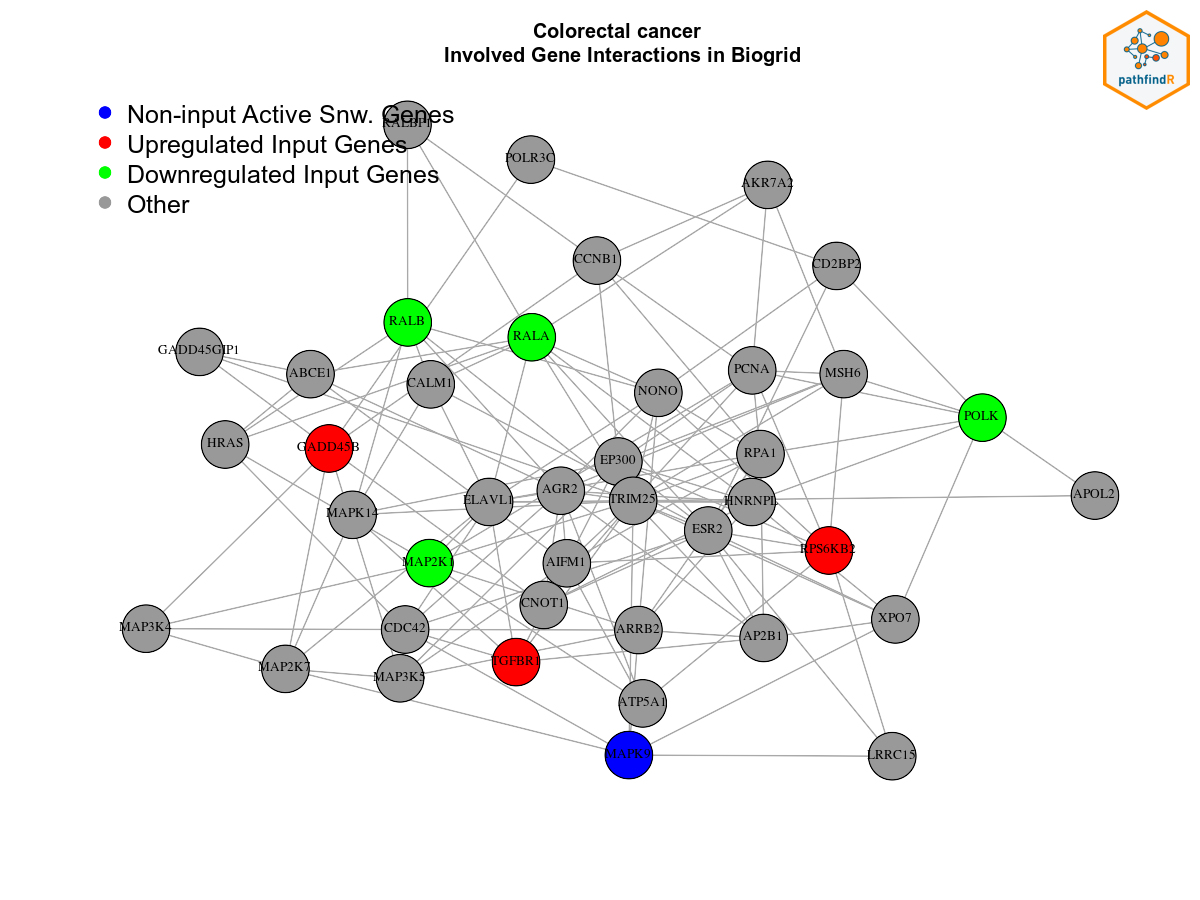 Colorectal cancer
Involved Gene Interactions in Biogrid
pathfindR
Non-input Active Snw. Genes
Upregulated Input Genes
Downregulated Input Genes
Other
RALBP1
POLR3C
AKR7A2
CCNB1
CD2BP2
RALB
RALA
GADD45GIP1
ABCE1
CALM1
NONO
PCNA
MSH6
POLK
HRAS
GADD45B
EP300
RPA1
AGR2
ELAVL1
TRIM25
HNRNPL
APOL2
MAPK14
ESR2
RPS6KB2
MAP2K1
AIFM1
CNOT1
MAP3K4
CDC42
ARRB2
AP2B1
XPO7
MAP2K7
MAP3K5
TGFBR1
ATP5A1
LRRC15